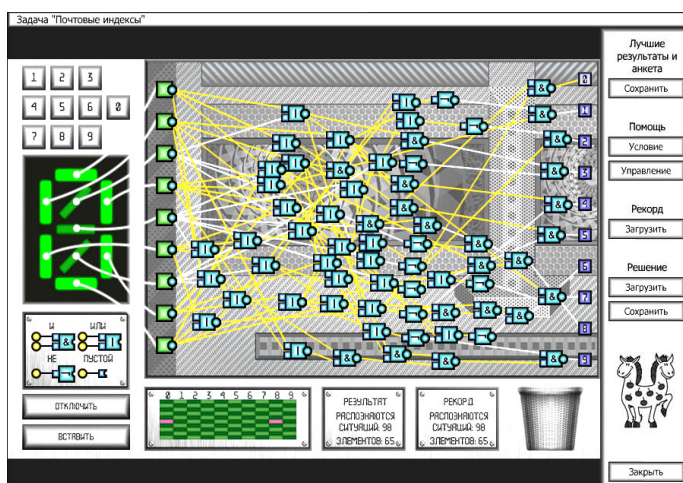 Задача "Почтовые индексы"
1 2 3
4 5 6 0
7 8 9
И ИЛИ
&
НЕ ПУСТОЙ
ОТКЛЮЧИТЬ
ВСТАВИТЬ
0
1
2
3
4
5
6
7
8
9
0 1 2 3 4 5 6 7 8 9
РЕЗУЛЬТАТ
РАСПОЗНАЮТСЯ
СИТУАЦИЙ: 98
ЭЛЕМЕНТОВ: 65
РЕКОРД
РАСПОЗНАЮТСЯ
СИТУАЦИЙ: 98
ЭЛЕМЕНТОВ: 65
Лучшие
результаты и
анкета
Сохранить
Помощь
Условие
Управление
Рекорд
Загрузить
Решение
Загрузить
Сохранить
Закрыть